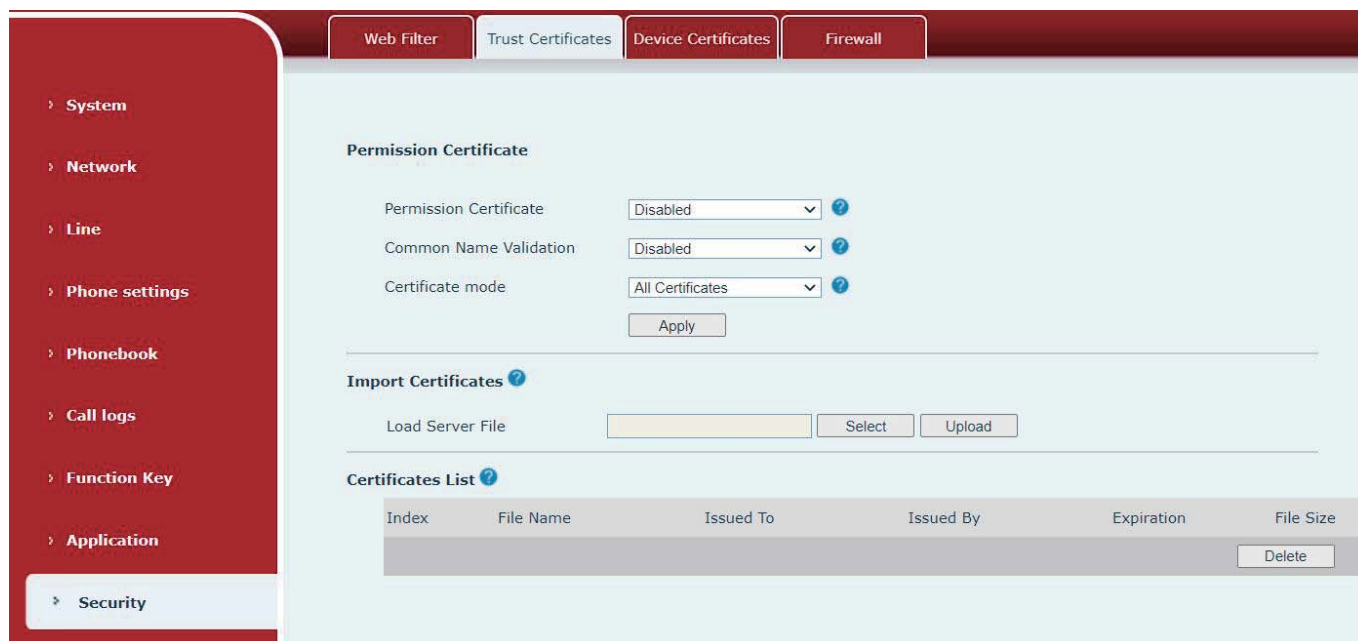 Web Filter Trust Certificates Device Certificates Firewall
System
Network
Line
Phone settings
Phonebook
Call logs
Function Key
Application
Security
Permission Certificate
Permission Certificate Disabled ?
Common Name Validation Disabled ?
Certificate mode All Certificates ?
Apply
Import Certificates ?
Load Server File Select Upload
Certificates List ?
Index File Name Issued To Issued By Expiration File Size
Delete